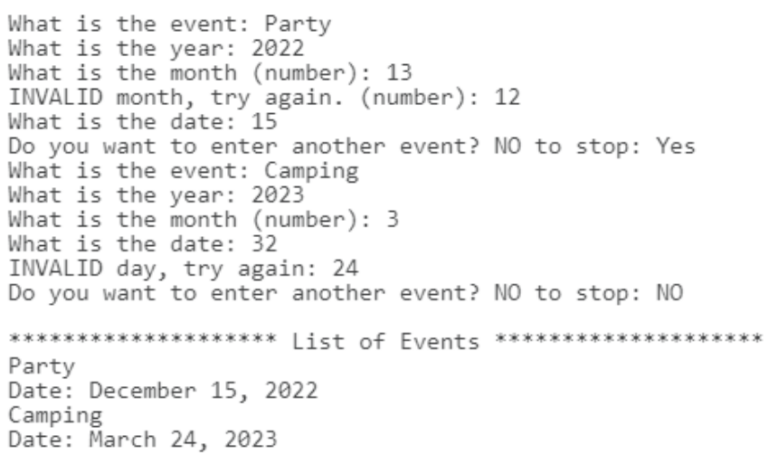 What is the event: Party
What is the year: 2022
What is the month (number): 13
INVALID month, try again. (number): 12
What is the date: 15
Do you want to enter another event? NO to stop: Yes
What is the event: Camping
What is the year: 2023
What is the month (number): 3
What is the date: 32
INVALID day, try again: 24
Do you want to enter another event? NO to stop: NO
******************** List of Events ********************
Party
Date: December 15, 2022
Camping
Date: March 24, 2023